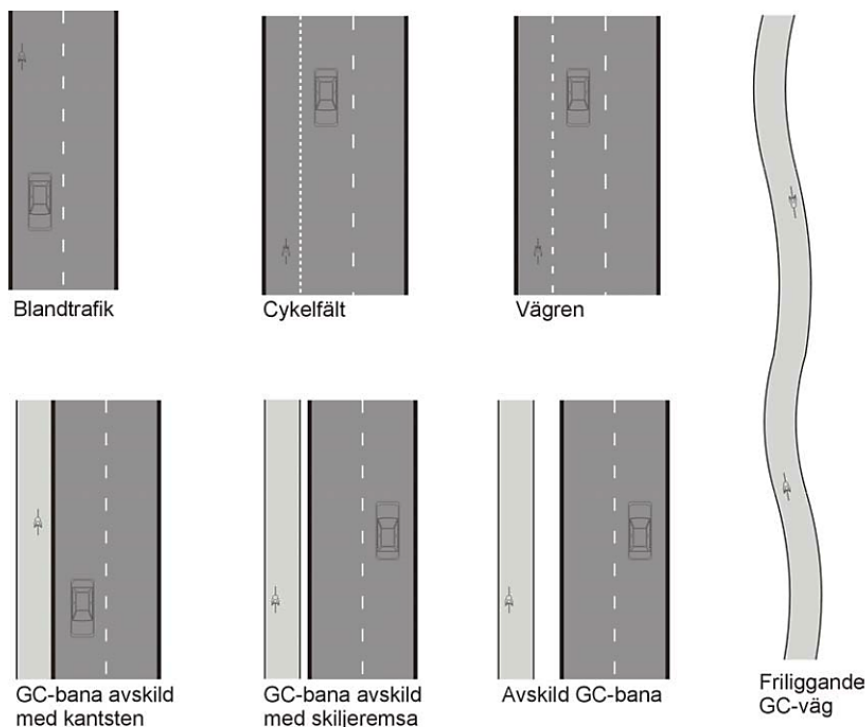 Blandtrafik
Cykelfält
Vägren
GC-bana avskild
med kantsten
GC-bana avskild
med skiljeremsa
Avskild GC-bana
Friliggande
GC-väg